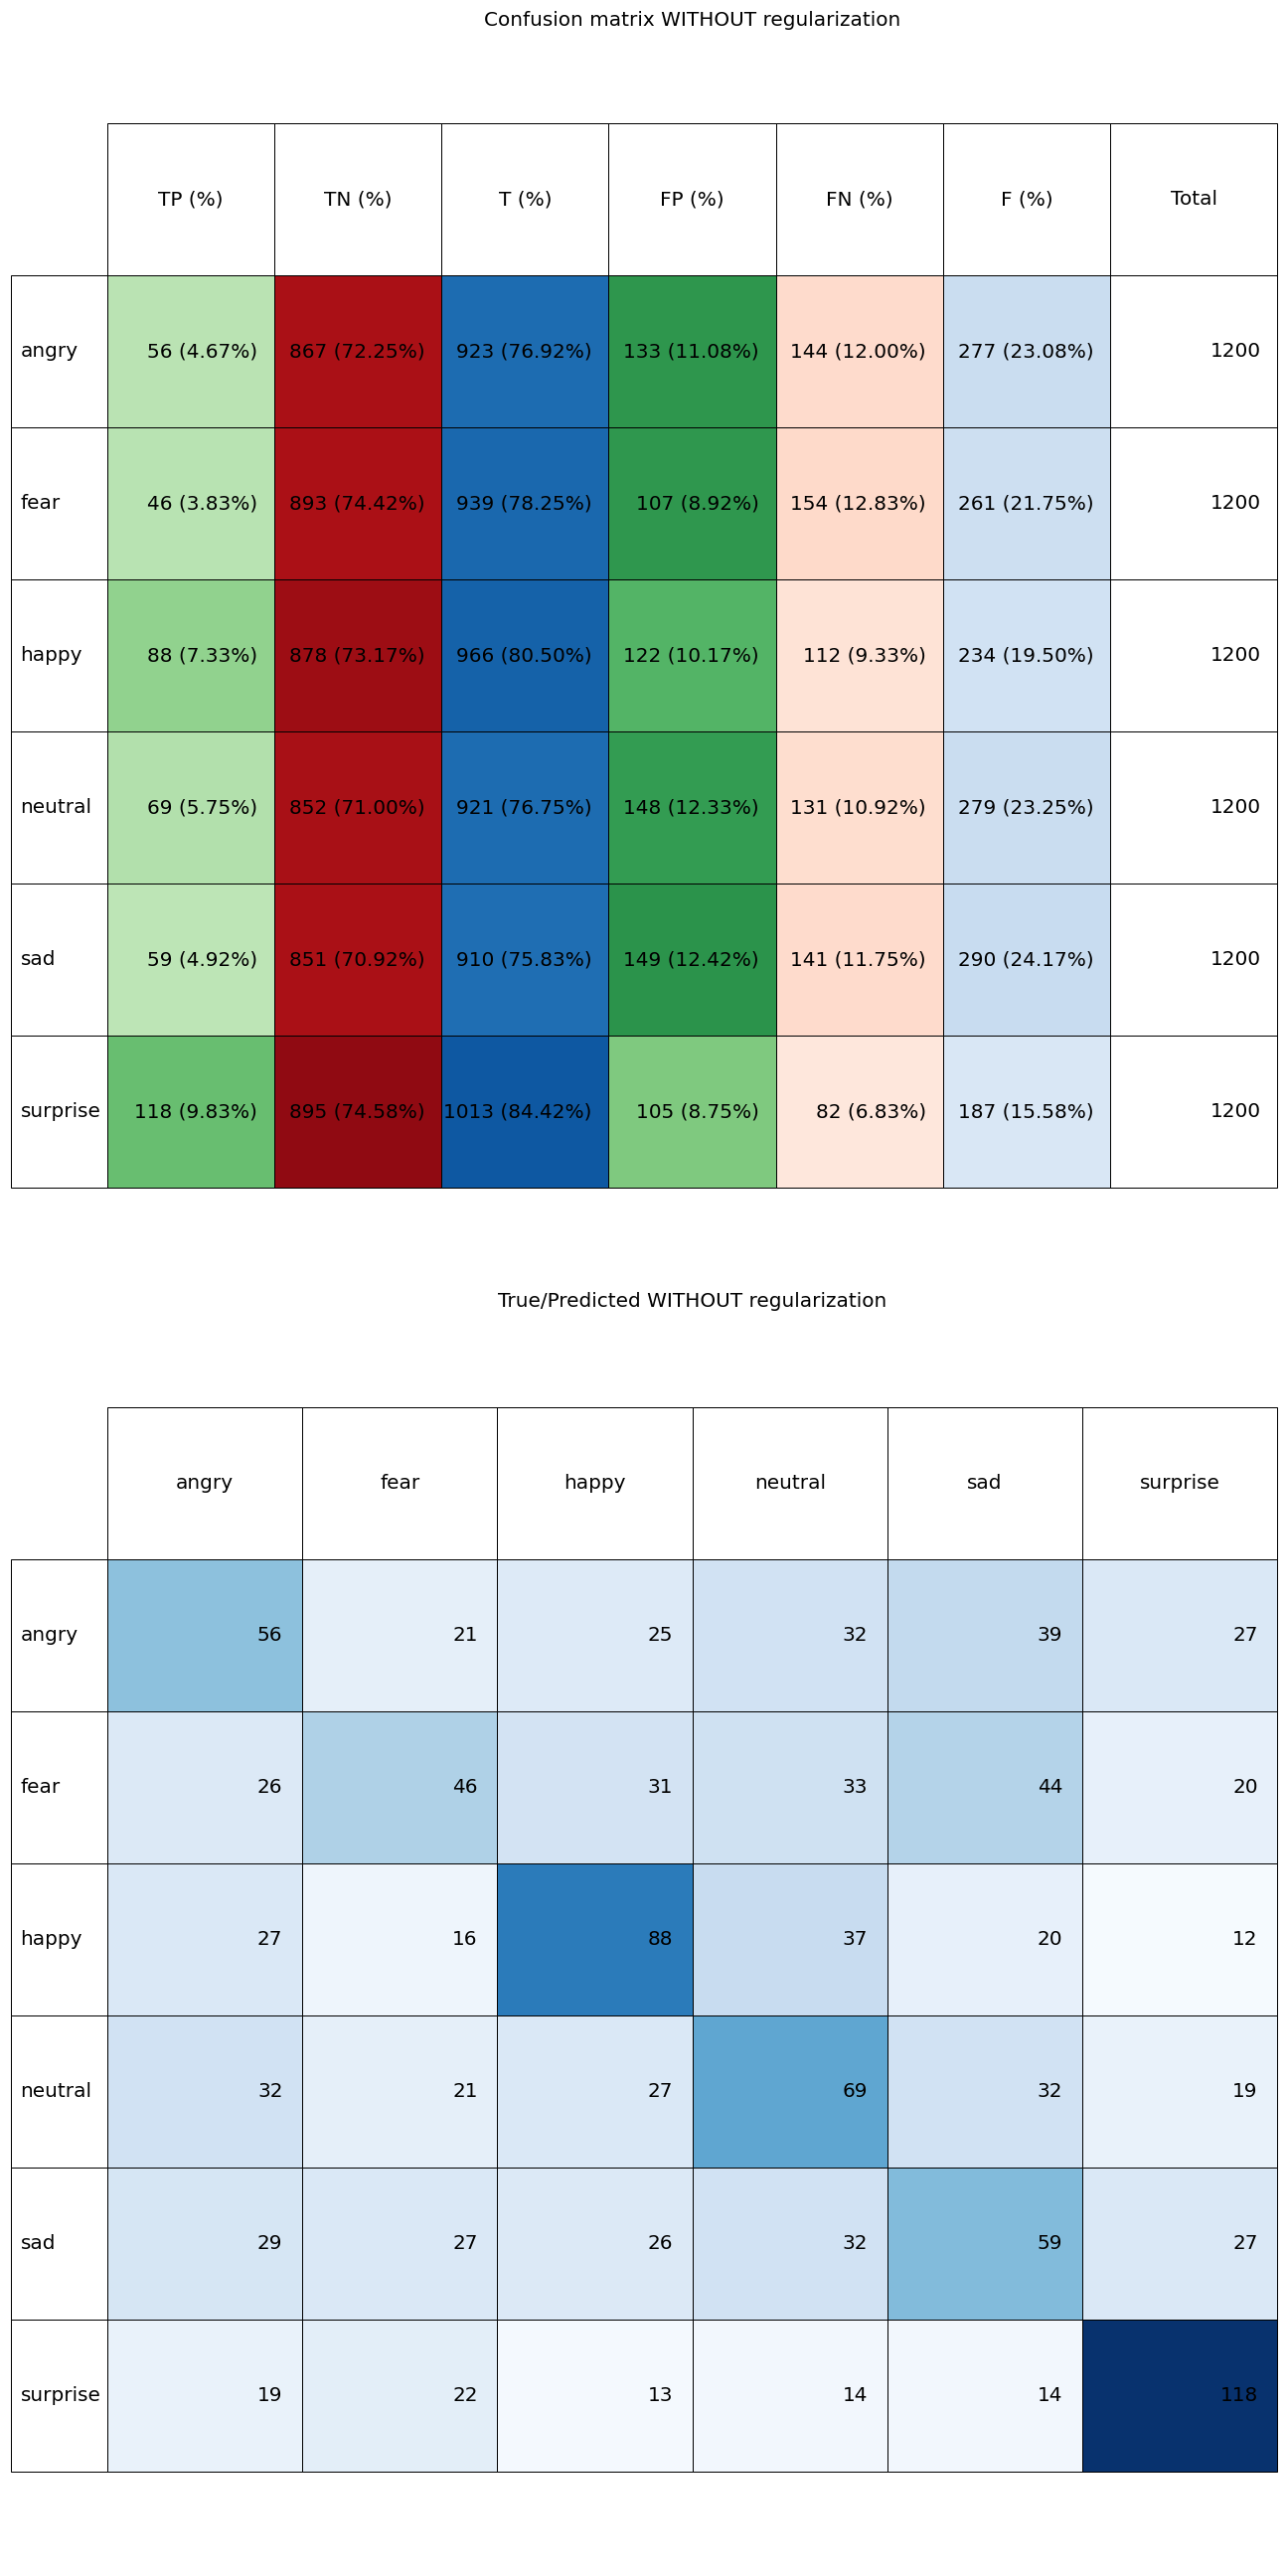 Confusion matrix WITHOUT regularization
TP (%) TN (%) T (%) FP (%) FN (%) F (%) Total
angry 56 (4.67%) 867 (72.25%) 923 (76.92%) 133 (11.08%) 144 (12.00%) 277 (23.08%) 1200
fear 46 (3.83%) 893 (74.42%) 939 (78.25%) 107 (8.92%) 154 (12.83%) 261 (21.75%) 1200
happy 88 (7.33%) 878 (73.17%) 966 (80.50%) 122 (10.17%) 112 (9.33%) 234 (19.50%) 1200
neutral 69 (5.75%) 852 (71.00%) 921 (76.75%) 148 (12.33%) 131 (10.92%) 279 (23.25%) 1200
sad 59 (4.92%) 851 (70.92%) 910 (75.83%) 149 (12.42%) 141 (11.75%) 290 (24.17%) 1200
surprise 118 (9.83%) 895 (74.58%) 1013 (84.42%) 105 (8.75%) 82 (6.83%) 187 (15.58%) 1200
True/Predicted WITHOUT regularization
angry fear happy neutral sad surprise
angry 56 21 25 32 39 27
fear 26 46 31 33 44 20
happy 27 16 88 37 20 12
neutral 32 21 27 69 32 19
sad 29 27 26 32 59 27
surprise 19 22 13 14 14 118